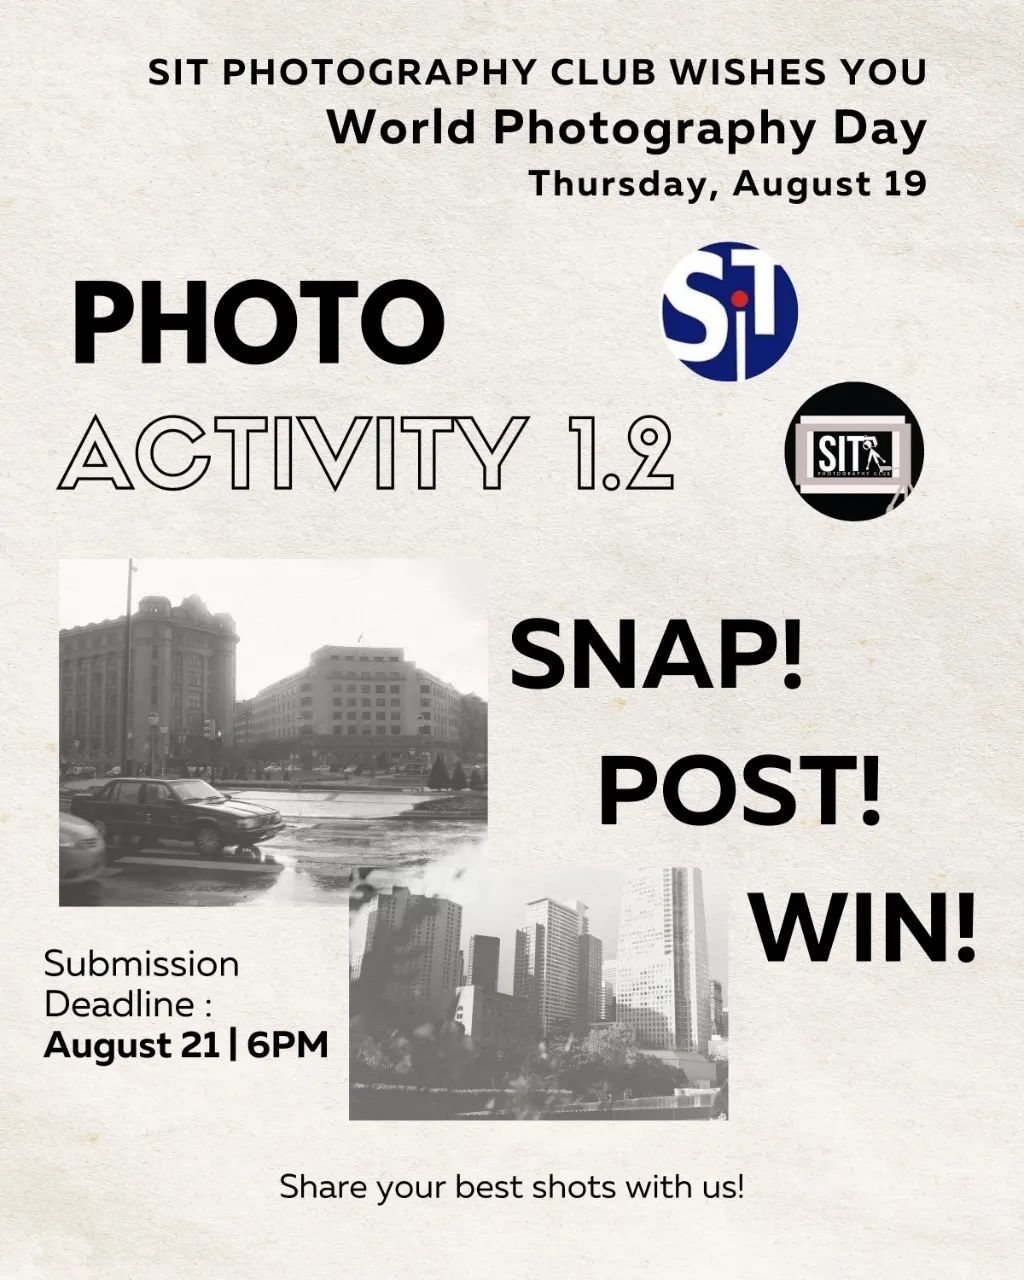 SIT PHOTOGRAPHY CLUB WISHES YOU
World Photography Day
Thursday, August 19
PHOTO
SiT
ACTIVITY 1.2
SIT
PHOTOGRAPHY CLUB
SNAP!
POST!
WIN!
Submission
Deadline :
August 21 | 6PM
Share your best shots with us!